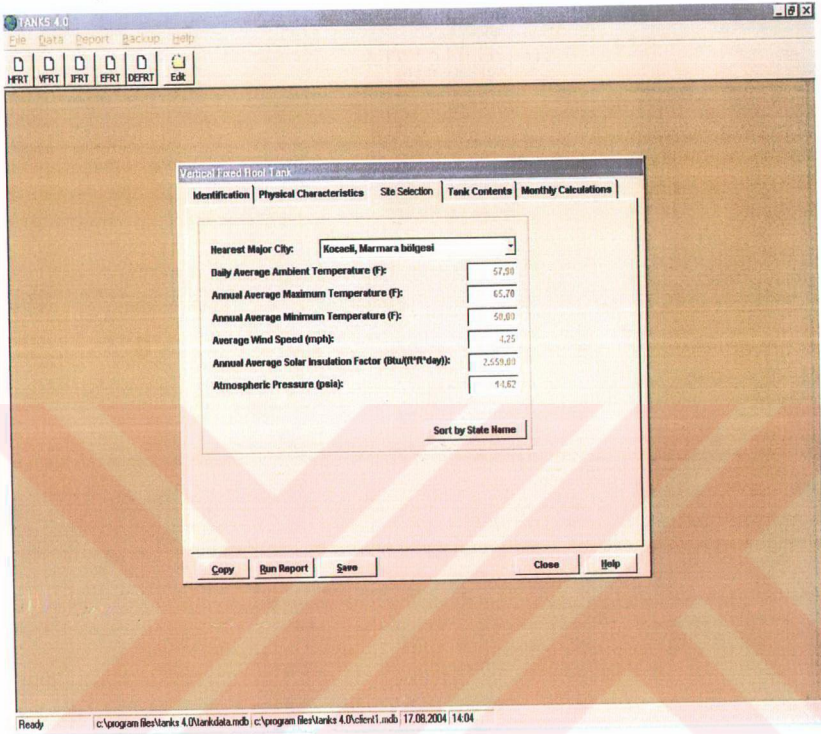 TANKS 4.0
File Data Report Backup Help
HFRT VFRT IFRT EFRT DEFRT Edit
Vertical Fixed Roof Tank
Identification Physical Characteristics Site Selection Tank Contents Monthly Calculations
Nearest Major City: Kocaeli, Marmara bölgesi
Daily Average Ambient Temperature (F): 57,90
Annual Average Maximum Temperature (F): 65,70
Annual Average Minimum Temperature (F): 50,00
Average Wind Speed (mph): 4,25
Annual Average Solar Insulation Factor (Btu/(ft*ft*day)): 2.559,00
Atmospheric Pressure (psia): 14,62
Sort by State Name
Copy Run Report Save Close Help
Ready c:\program files\tanks 4.0\tankdata.mdb c:\program files\tanks 4.0\client1.mdb 17.08.2004 14:04